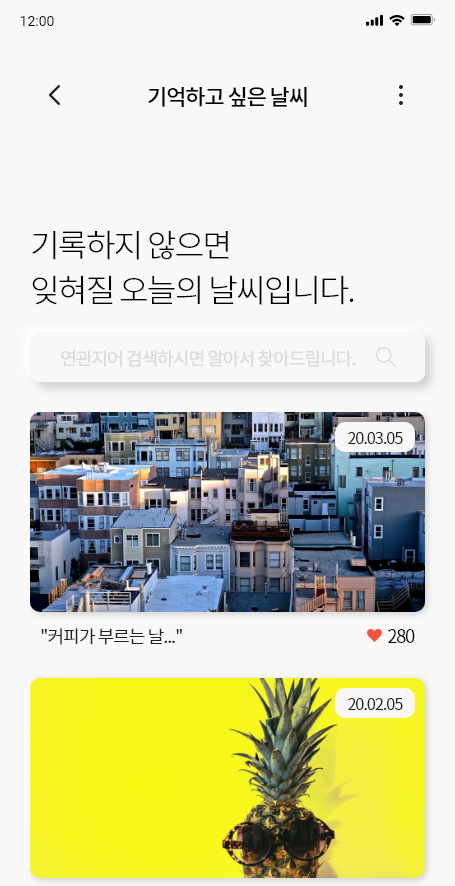 12:00
기억하고 싶은 날씨
기록하지 않으면
잊혀질 오늘의 날씨입니다.
연관지어 검색하시면 알아서 찾아드립니다.
20.03.05
"커피가 부르는 날..."
280
20.02.05